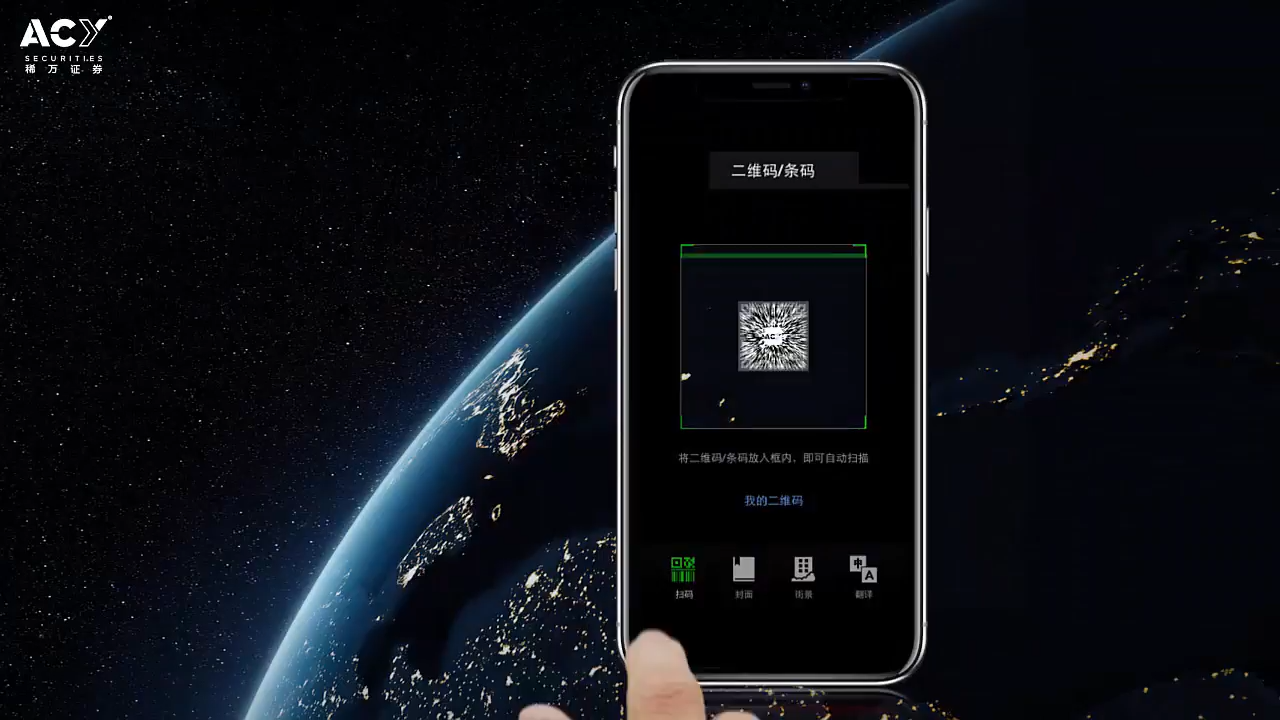 ACY
SECURITIES
稀万证券
二维码/条码
ACY
将二维码/条码放入框内，即可自动扫描
我的二维码
扫码
封面
街景
翻译